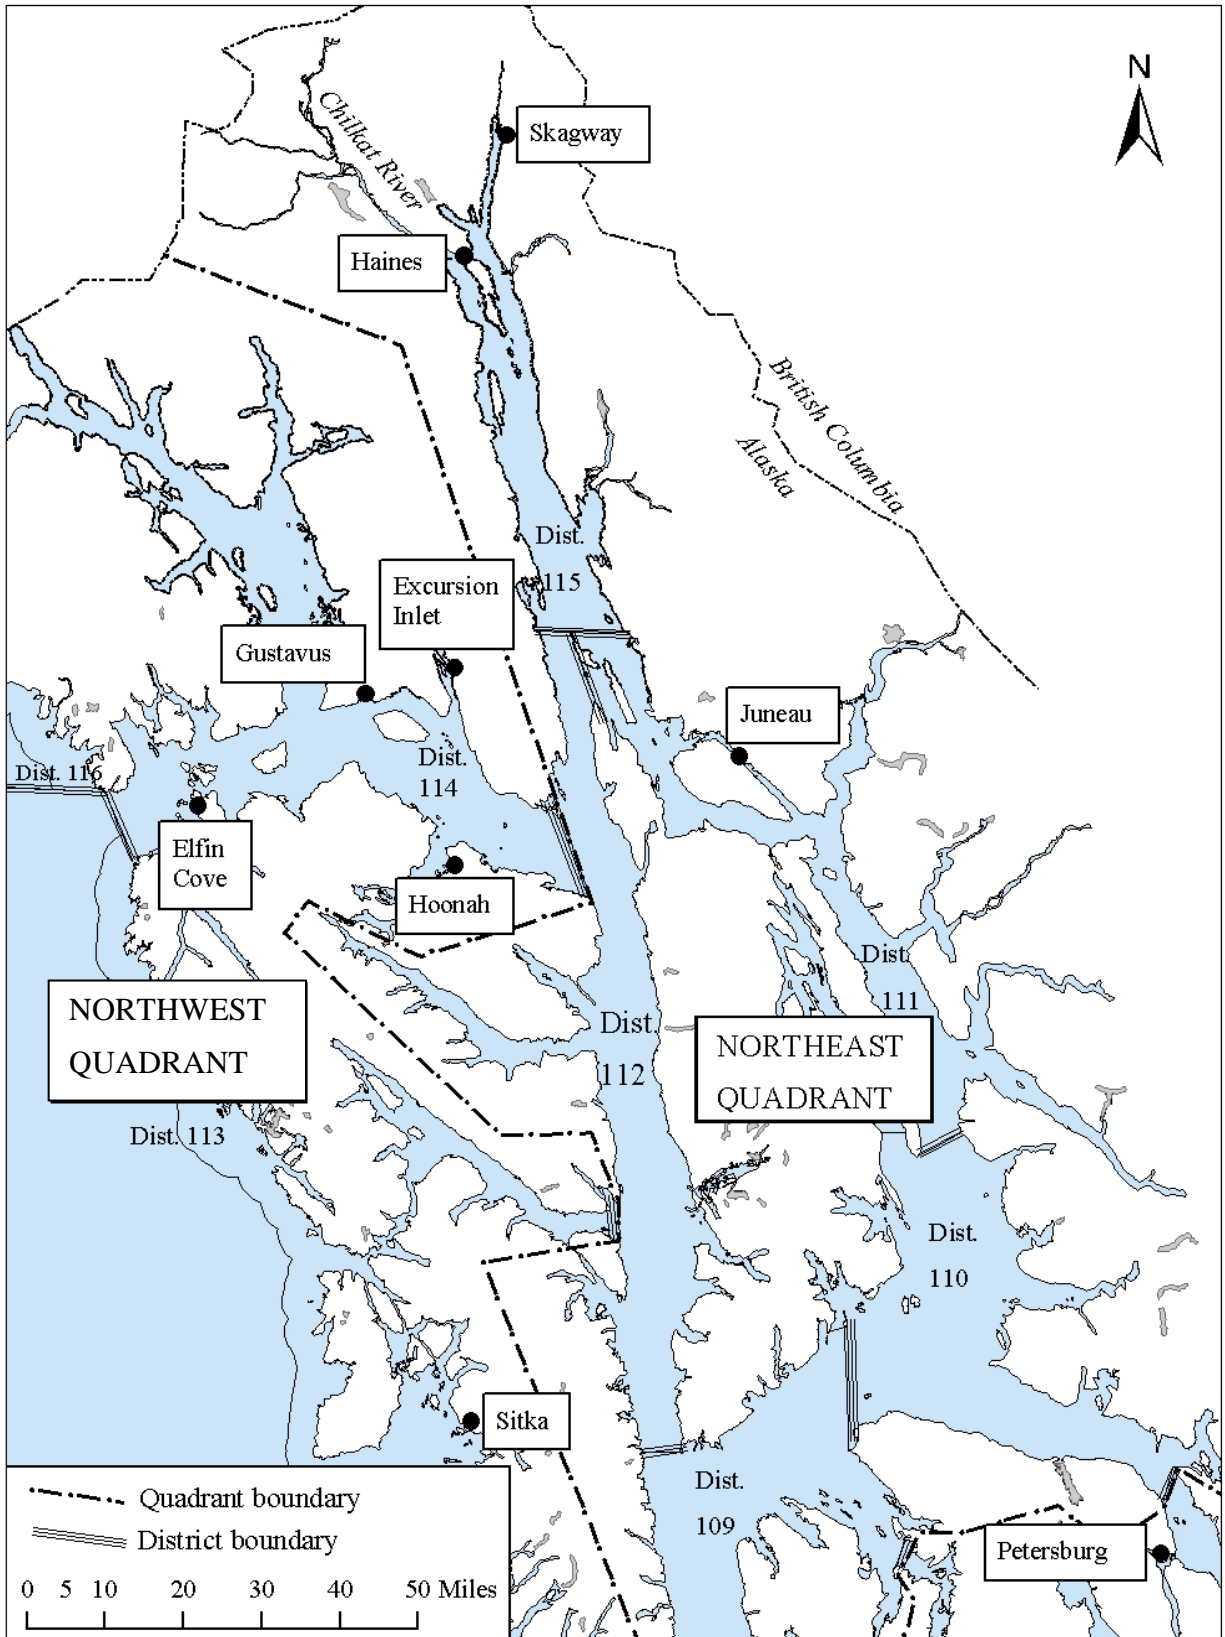 N
Chilkat River
Skagway
Haines
British Columbia
Alaska
Dist.
115
Excursion
Inlet
Gustavus
Juneau
Dist. 116
Dist.
114
Elfin
Cove
Hoonah
Dist.
111
NORTHWEST
QUADRANT
Dist.
112
NORTHEAST
QUADRANT
Dist. 113
Dist.
110
Sitka
Dist.
109
Petersburg
Quadrant boundary
District boundary
0 5 10 20 30 40 50 Miles